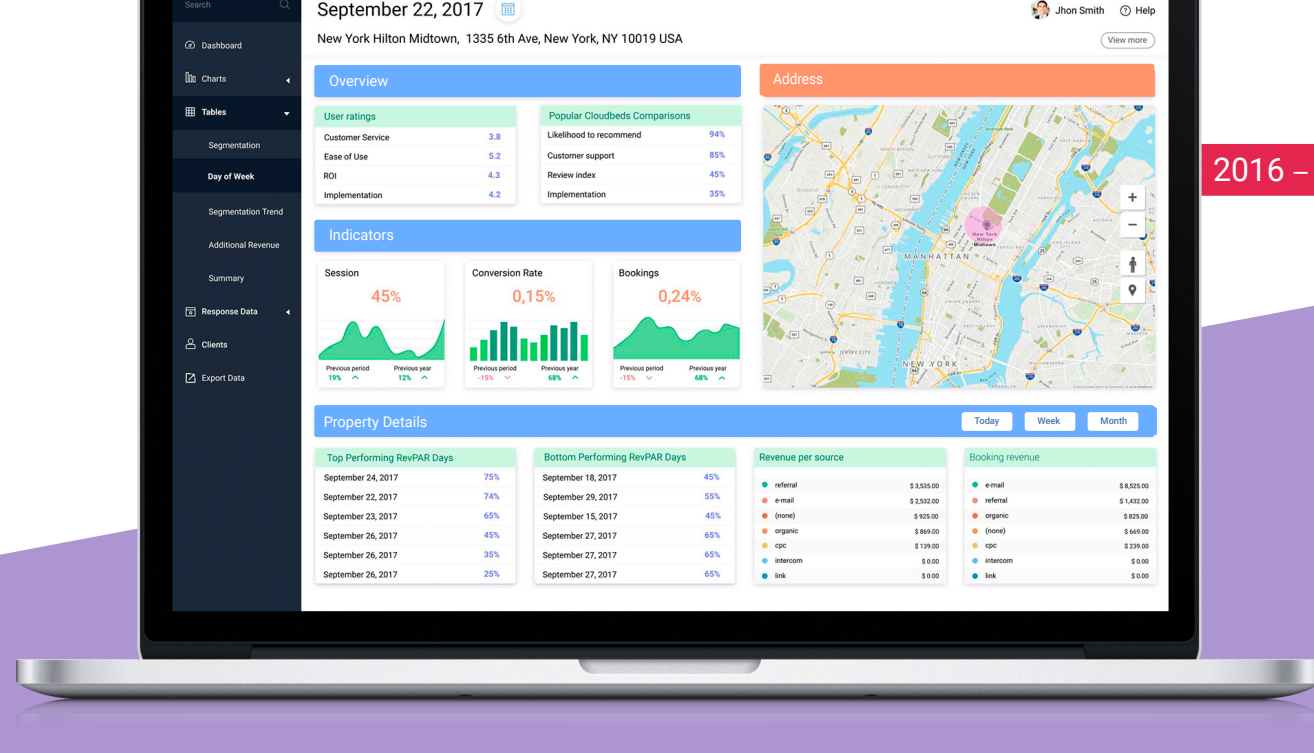 Search
September 22, 2017
Jhon Smith
Help
New York Hilton Midtown, 1335 6th Ave, New York, NY 10019 USA
View more
Dashboard
Charts
Tables
Segmentation
Day of Week
Segmentation Trend
Additional Revenue
Summary
Response Data
Clients
Export Data
Overview
User ratings
Customer Service 3.8
Ease of Use 5.2
ROI 4.3
Implementation 4.2
Popular Cloudbeds Comparisons
Likelihood to recommend 94%
Customer support 85%
Review index 45%
Implementation 35%
Address
MANHATTAN
New York
Hilton
Midtown
NEW YORK
JERSEY CITY
+
−
2016 –
Indicators
Session
45%
Previous period Previous year
19% 12%
Conversion Rate
0,15%
Previous period Previous year
-15% 68%
Bookings
0,24%
Previous period Previous year
-15% 68%
Property Details
Today
Week
Month
Top Performing RevPAR Days
September 24, 2017 75%
September 22, 2017 74%
September 23, 2017 65%
September 26, 2017 45%
September 26, 2017 35%
September 26, 2017 25%
Bottom Performing RevPAR Days
September 18, 2017 45%
September 29, 2017 55%
September 15, 2017 45%
September 27, 2017 65%
September 27, 2017 65%
September 27, 2017 65%
Revenue per source
referral $ 3,535.00
e-mail $ 2,532.00
(none) $ 925.00
organic $ 869.00
cpc $ 139.00
intercom $ 0.00
link $ 0.00
Booking revenue
e-mail $ 8,525.00
referral $ 1,432.00
organic $ 825.00
(none) $ 669.00
cpc $ 239.00
intercom $ 0.00
link $ 0.00